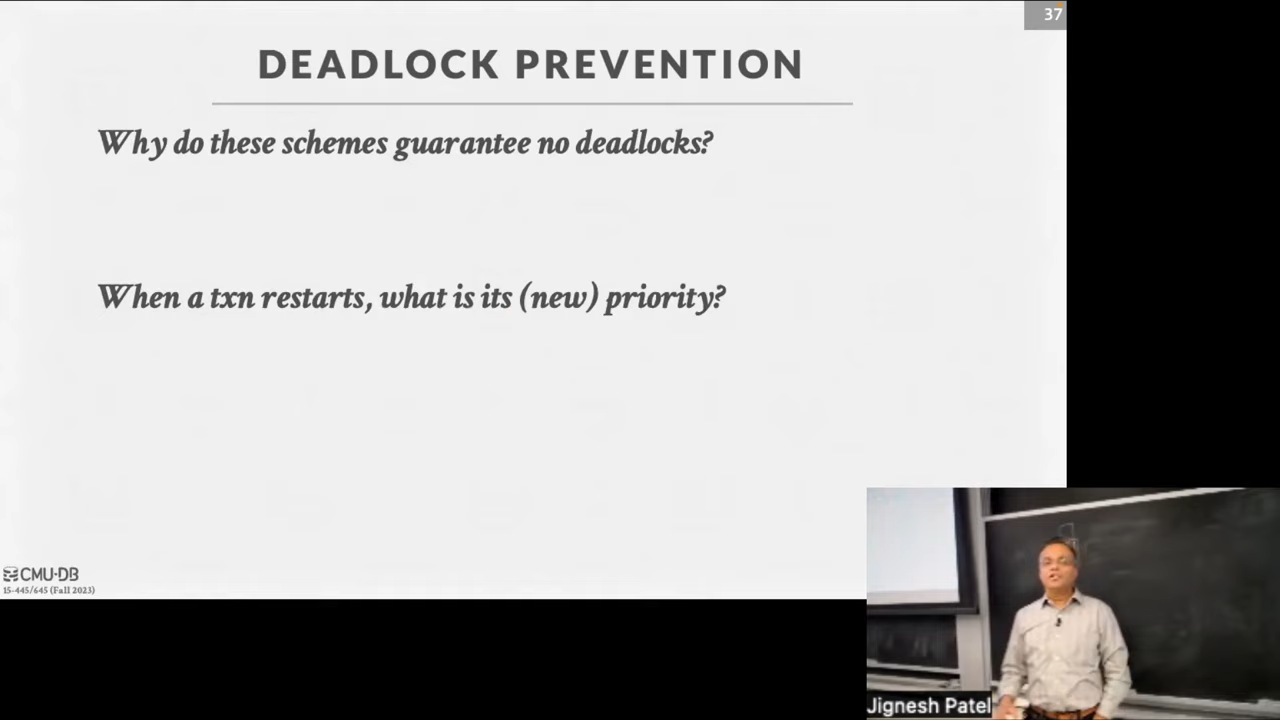 37
DEADLOCK PREVENTION
Why do these schemes guarantee no deadlocks?
When a txn restarts, what is its (new) priority?
CMU·DB
15-445/645 (Fall 2023)
Jignesh Patel